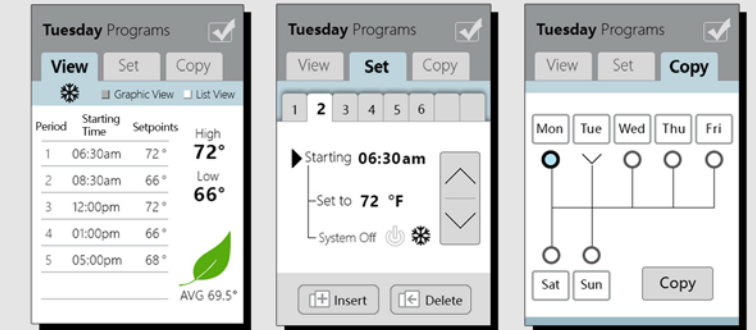 Tuesday Programs
View Set Copy
Graphic View List View
Period Starting Time Setpoints
1 06:30am 72°
2 08:30am 66°
3 12:00pm 72°
4 01:00pm 66°
5 05:00pm 68°
High
72°
Low
66°
AVG 69.5°
Tuesday Programs
View Set Copy
1 2 3 4 5 6
Starting 06:30am
Set to 72 °F
System Off
Insert Delete
Tuesday Programs
View Set Copy
Mon Tue Wed Thu Fri
Sat Sun
Copy